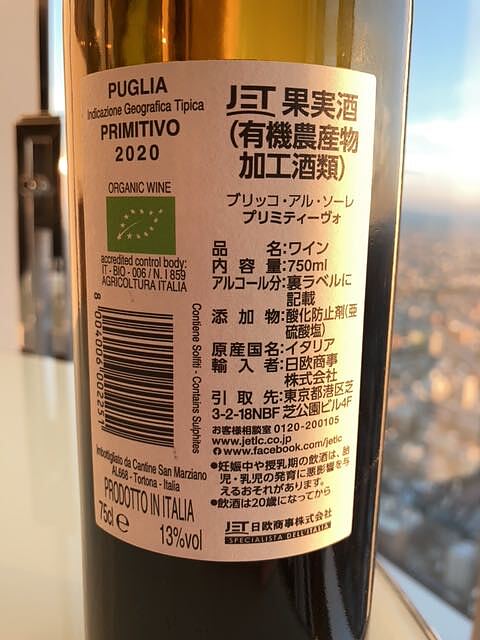 PUGLIA
Indicazione Geografica Tipica
PRIMITIVO
2020
ORGANIC WINE
accredited control body:
IT - BIO - 006 / N. I 859
AGRICOLTURA ITALIA
8 004006 002251
Contiene Solfiti - Contains Sulphites
Imbottigliato da Cantine San Marziano
AL668 - Tortona - Italia
PRODOTTO IN ITALIA
75cl e 13%vol
JET 果実酒
(有機農産物
加工酒類)
ブリッコ・アル・ソーレ
プリミティーヴォ
品 名:ワイン
内 容 量:750ml
アルコール分:裏ラベルに
記載
添 加 物:酸化防止剤(亜
硫酸塩)
原産国名:イタリア
輸 入 者:日欧商事
株式会社
引 取 先:東京都港区芝
3-2-18NBF 芝公園ビル4F
お客様相談室 0120-200105
www.jetlc.co.jp
www.facebook.com/jetlc
●妊娠中や授乳期の飲酒は、胎
児・乳児の発育に悪影響を与
えるおそれがあります。
●飲酒は20歳になってから
JET 日欧商事株式会社
SPECIALISTA DELL'ITALIA